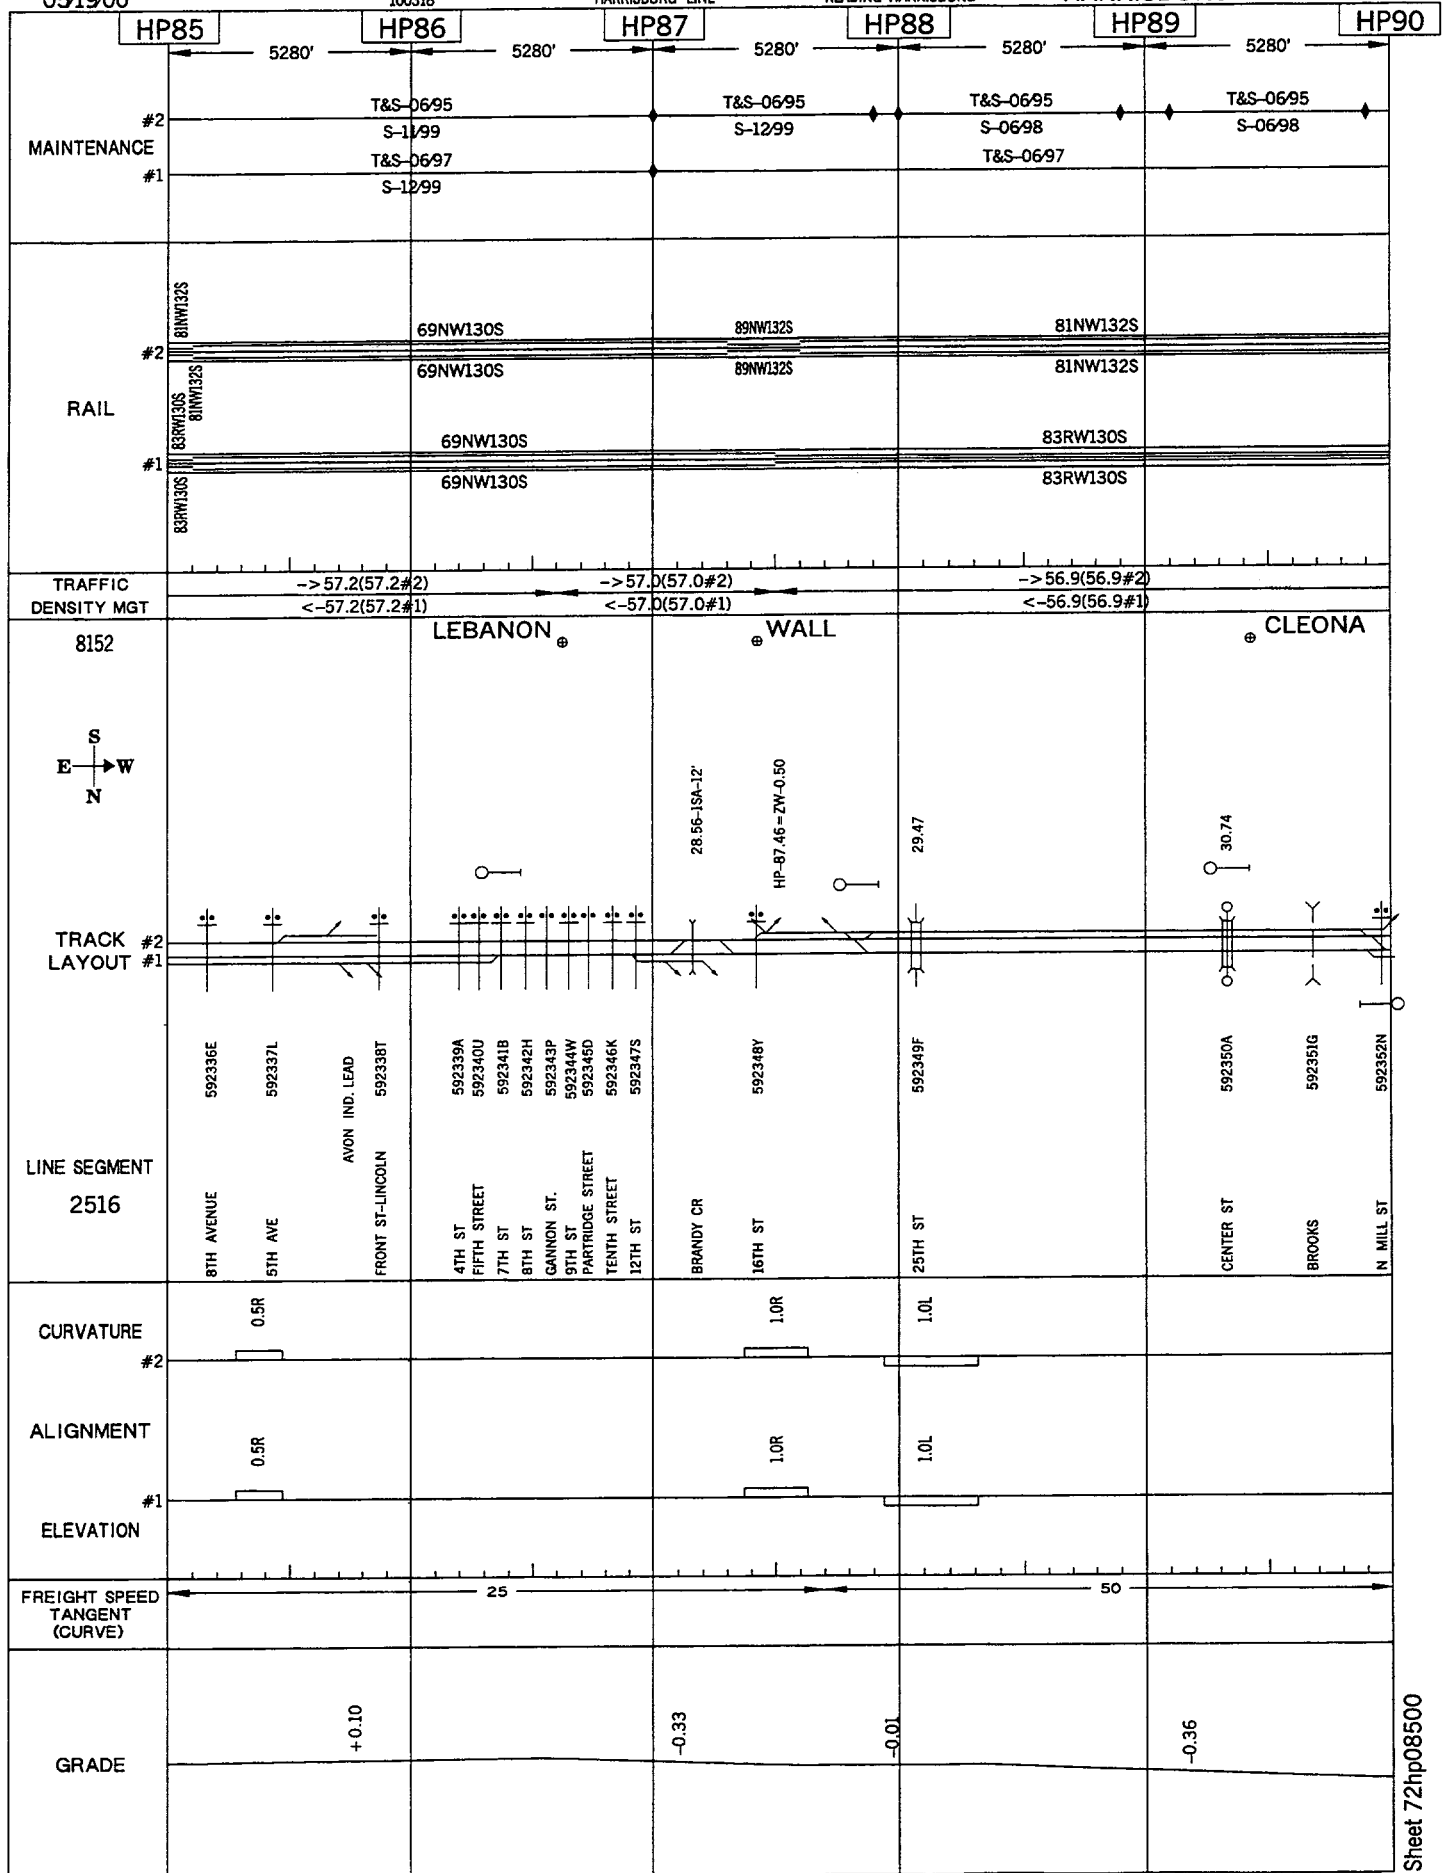 HP85 HP86 HP87 HP88 HP89 HP90
5280' 5280' 5280' 5280' 5280'
MAINTENANCE
#2
T&S-06/95 T&S-06/95 T&S-06/95 T&S-06/95
S-11/99 S-12/99 S-06/98 S-06/98
#1
T&S-06/97 T&S-06/97
S-12/99
RAIL
81NW132S
#2
69NW130S 89NW132S 81NW132S
69NW130S 89NW132S 81NW132S
81NW132S
83RW130S
#1
69NW130S 83RW130S
69NW130S 83RW130S
83RW130S
TRAFFIC
DENSITY MGT
->57.2(57.2#2) ->57.0(57.0#2) ->56.9(56.9#2)
<-57.2(57.2#1) <-57.0(57.0#1) <-56.9(56.9#1)
8152
LEBANON WALL CLEONA
S
E W
N
28.56-1SA-12'
HP-87.46=ZW-0.50
29.47
30.74
TRACK #2
LAYOUT #1
592336E
592337L
AVON IND. LEAD
592338T
592339A
592340U
592341B
592342H
592343P
592344W
592345D
592346K
592347S
592348Y
592349F
592350A
592351G
592352N
LINE SEGMENT
2516
8TH AVENUE
5TH AVE
FRONT ST-LINCOLN
4TH ST
FIFTH STREET
7TH ST
8TH ST
GANNON ST.
9TH ST
PARTRIDGE STREET
TENTH STREET
12TH ST
BRANDY CR
16TH ST
25TH ST
CENTER ST
BROOKS
N MILL ST
CURVATURE
0.5R 1.0R 1.0L
#2
ALIGNMENT
0.5R 1.0R 1.0L
#1
ELEVATION
FREIGHT SPEED
TANGENT
(CURVE)
25 50
GRADE
+0.10 -0.33 -0.01 -0.36
Sheet 72hp08500